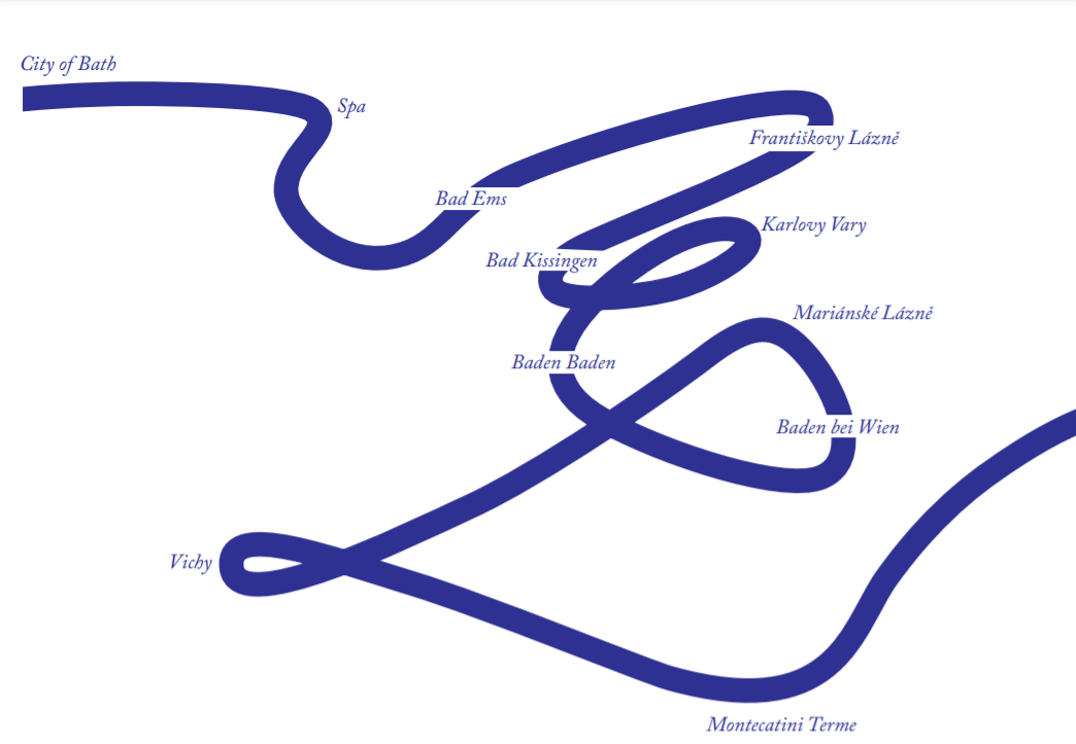 City of Bath
Spa
Františkovy Lázně
Bad Ems
Karlovy Vary
Bad Kissingen
Mariánské Lázně
Baden Baden
Baden bei Wien
Vichy
Montecatini Terme